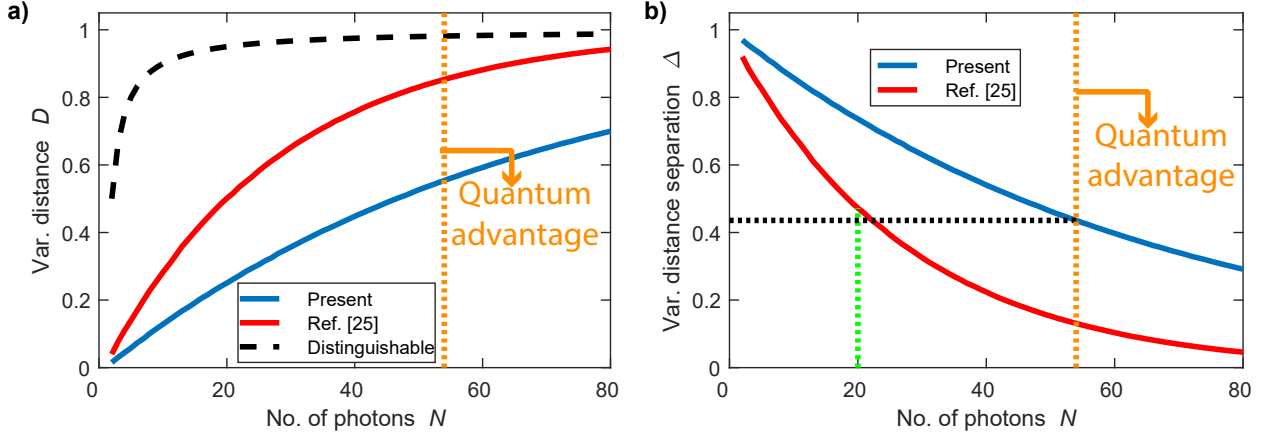 a)
Var. distance D
1
0.8
0.6
0.4
0.2
0
0
20
40
60
80
No. of photons N
Quantum
advantage
Present
Ref. [25]
Distinguishable
b)
Var. distance separation Δ
1
0.8
0.6
0.4
0.2
0
0
20
40
60
80
No. of photons N
Present
Ref. [25]
Quantum
advantage